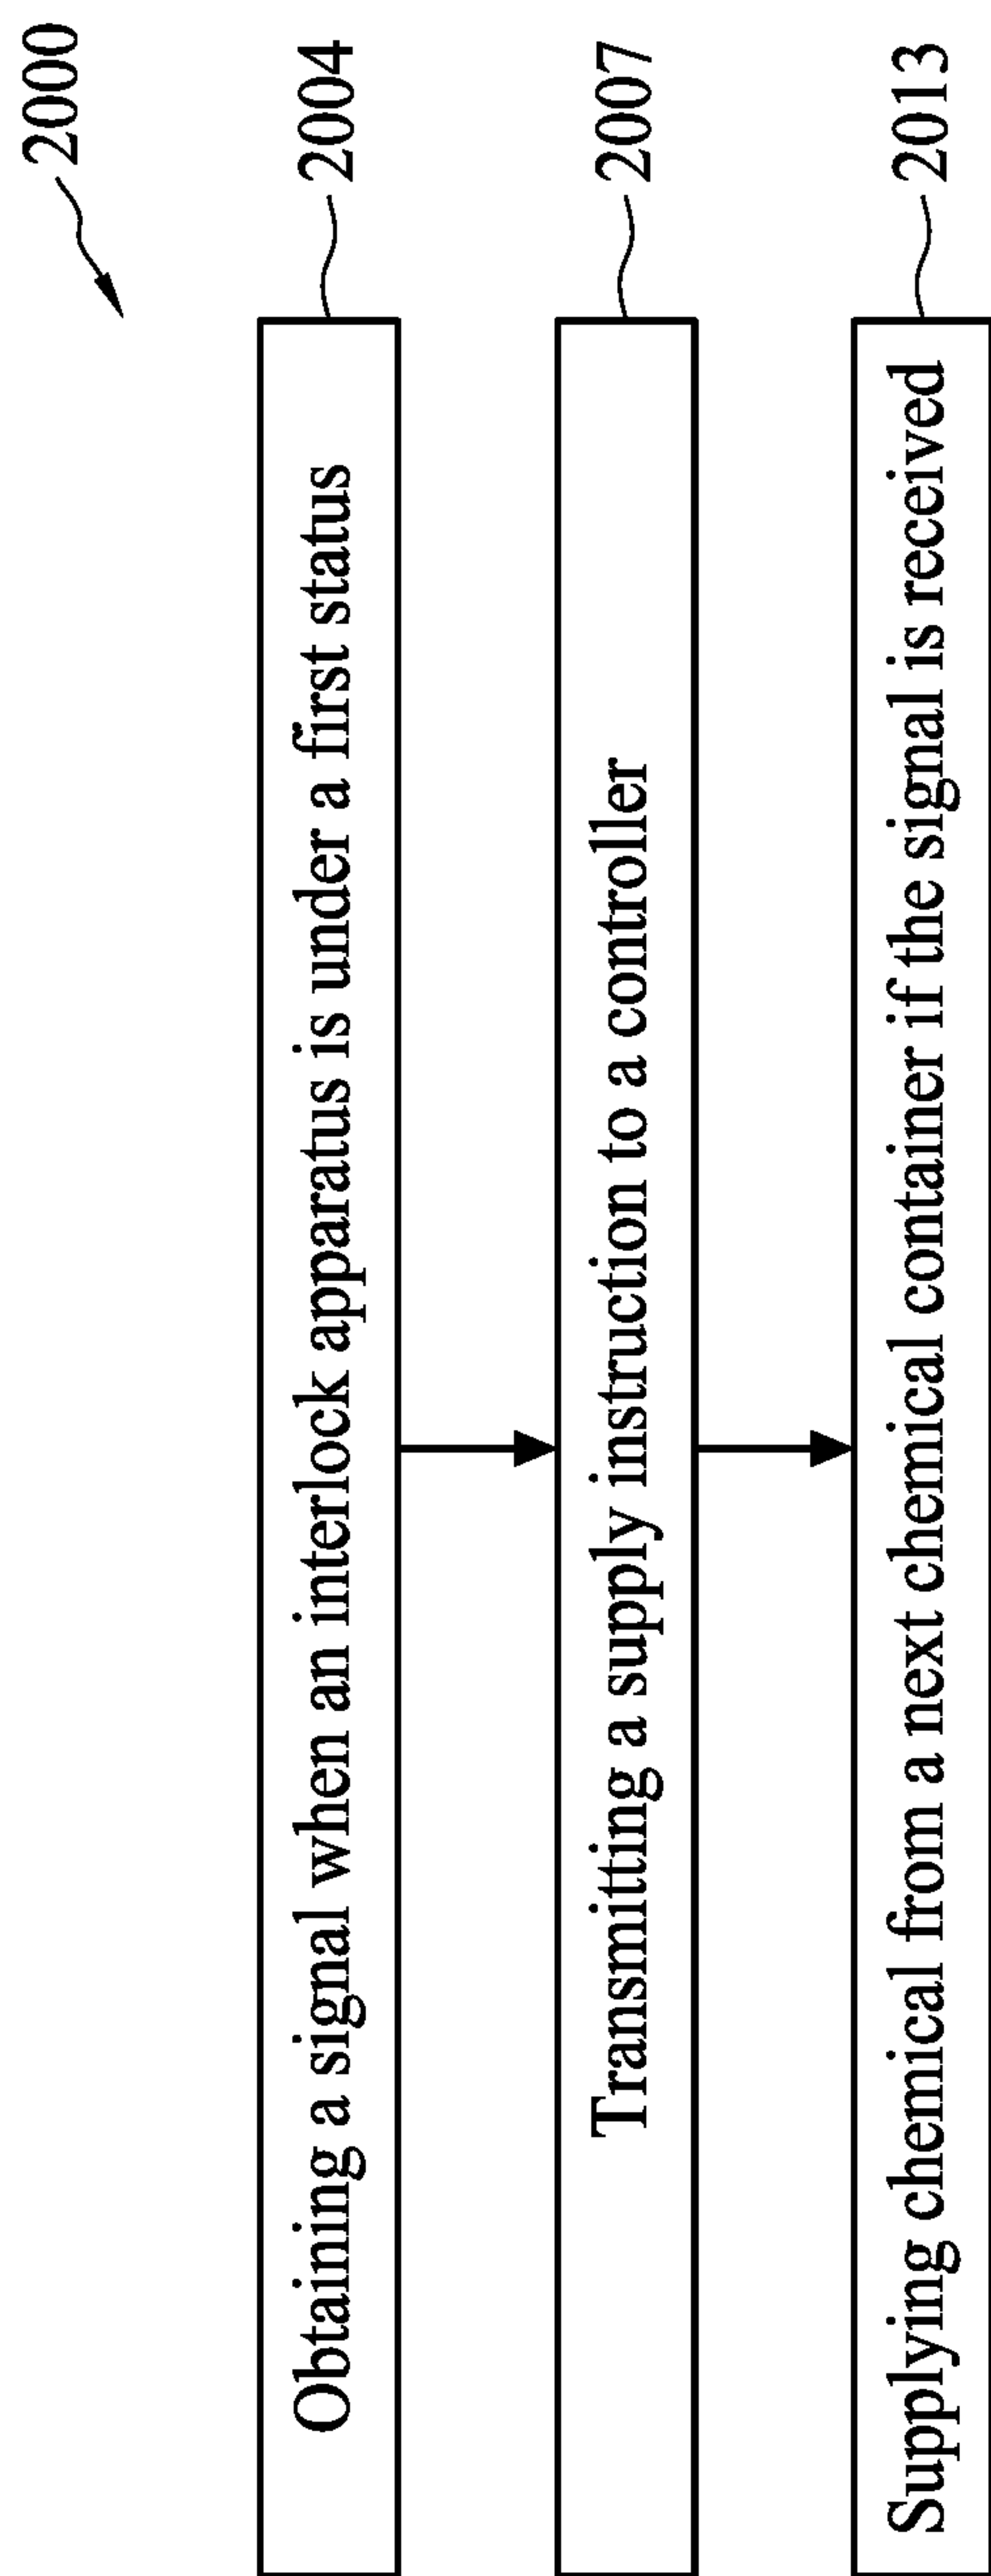 2000
Obtaining a signal when an interlock apparatus is under a first status
2004
Transmitting a supply instruction to a controller
2007
Supplying chemical from a next chemical container if the signal is received
2013